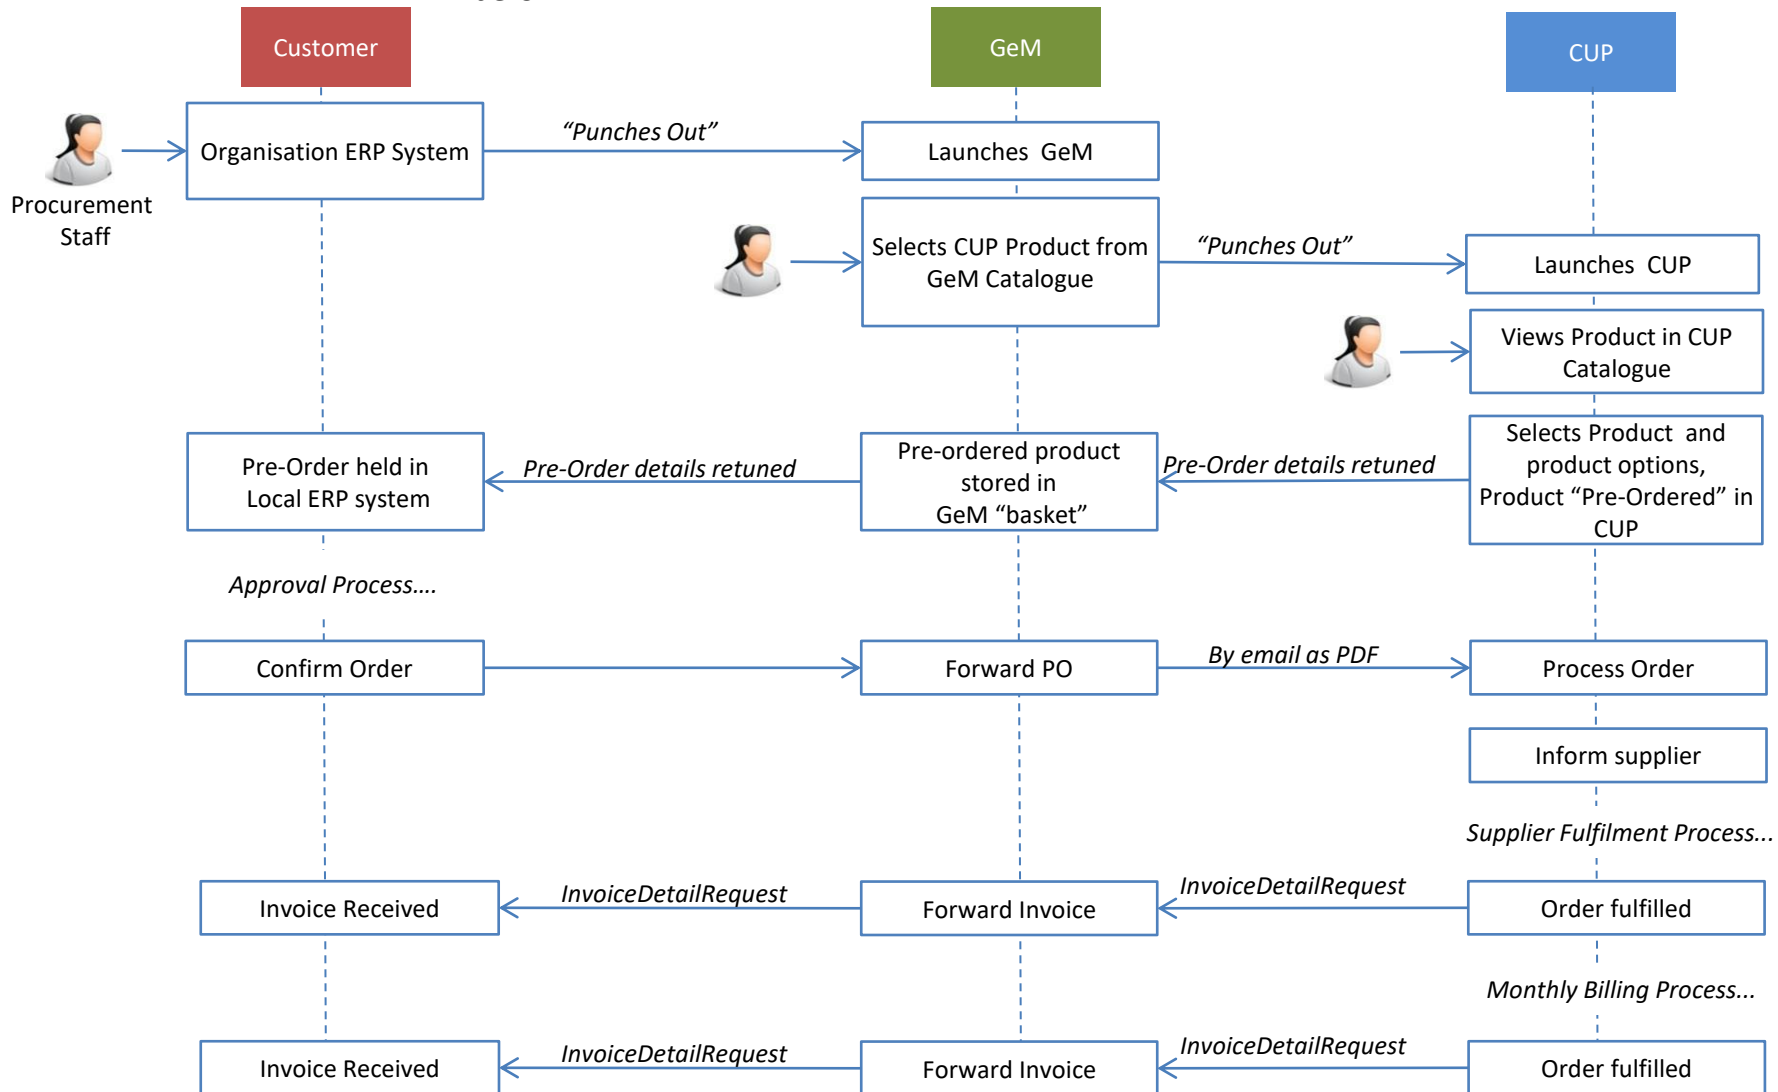 Customer
GeM
CUP
Organisation ERP System
“Punches Out”
Launches GeM
Procurement
Staff
Selects CUP Product from
GeM Catalogue
“Punches Out”
Launches CUP
Views Product in CUP
Catalogue
Pre-Order held in
Local ERP system
Pre-Order details retuned
Pre-ordered product
stored in
GeM “basket”
Pre-Order details retuned
Selects Product and
product options,
Product “Pre-Ordered” in
CUP
Approval Process....
Confirm Order
Forward PO
By email as PDF
Process Order
Inform supplier
Supplier Fulfilment Process...
Invoice Received
InvoiceDetailRequest
Forward Invoice
InvoiceDetailRequest
Order fulfilled
Monthly Billing Process...
Invoice Received
InvoiceDetailRequest
Forward Invoice
InvoiceDetailRequest
Order fulfilled